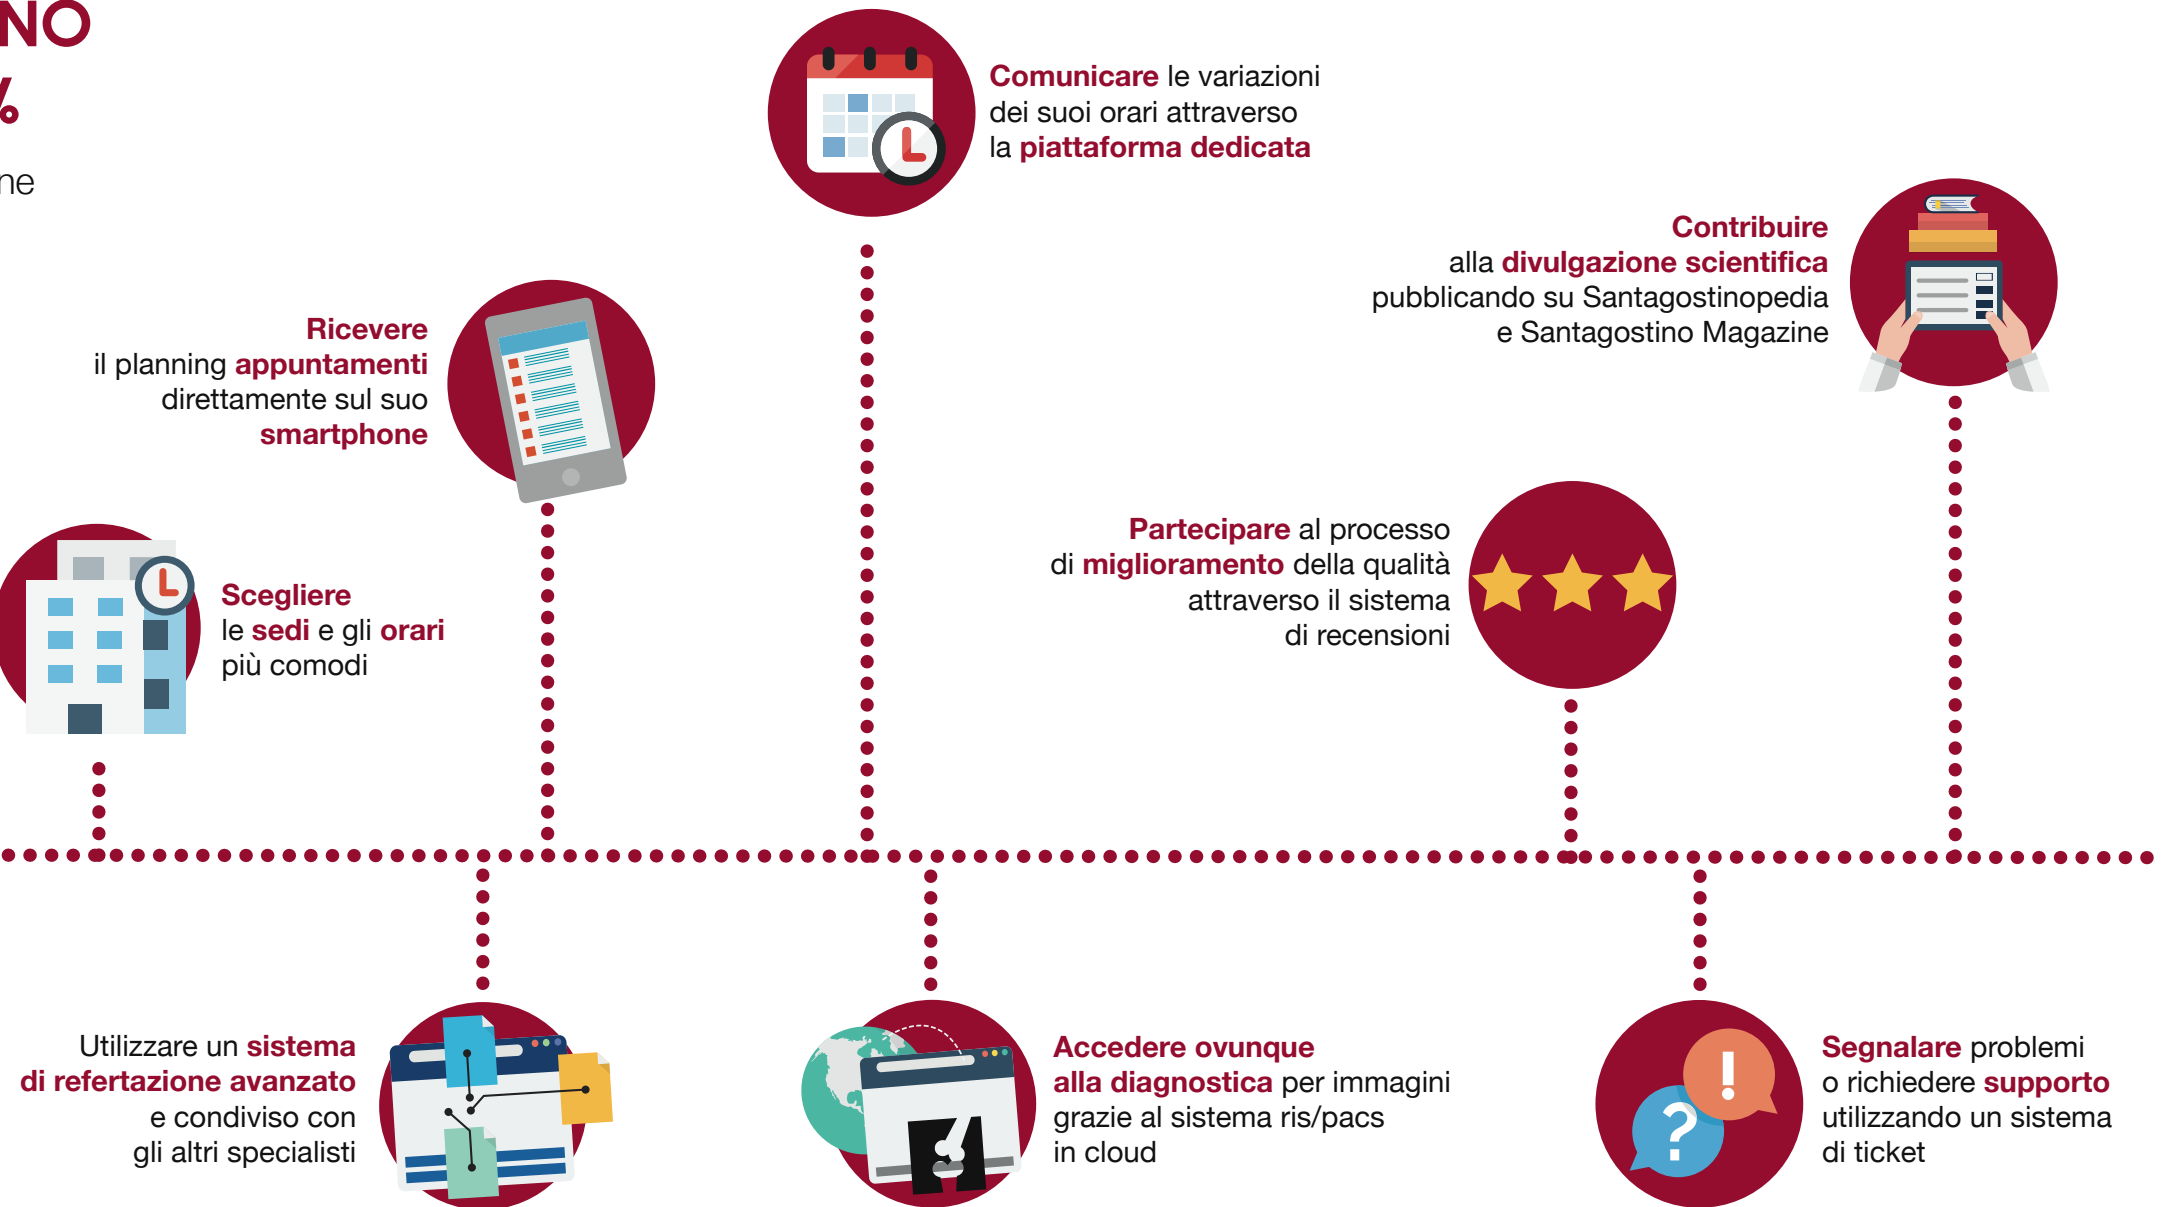 NO
%
ne
Comunicare le variazioni
dei suoi orari attraverso
la piattaforma dedicata
Contribuire
alla divulgazione scientifica
pubblicando su Santagostinopedia
e Santagostino Magazine
Ricevere
il planning appuntamenti
direttamente sul suo
smartphone
Partecipare al processo
di miglioramento della qualità
attraverso il sistema
di recensioni
Scegliere
le sedi e gli orari
più comodi
Utilizzare un sistema
di refertazione avanzato
e condiviso con
gli altri specialisti
Accedere ovunque
alla diagnostica per immagini
grazie al sistema ris/pacs
in cloud
Segnalare problemi
o richiedere supporto
utilizzando un sistema
di ticket